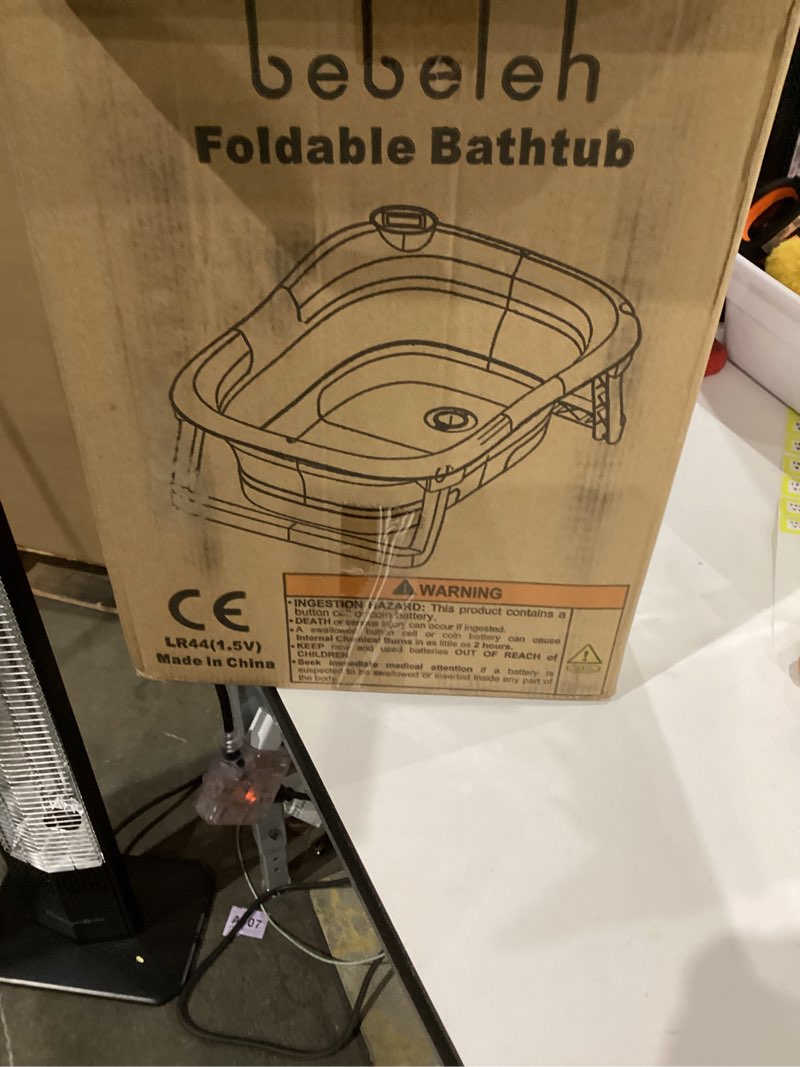 bebeleh
Foldable Bathtub
CE
LR44(1.5V)
Made in China
WARNING
•INGESTION HAZARD: This product contains a
button cell or coin battery.
•DEATH or serious injury can occur if ingested.
•A swallowed button cell or coin battery can cause
Internal Chemical Burns in as little as 2 hours.
•KEEP new and used batteries OUT OF REACH of
CHILDREN
•Seek immediate medical attention if a battery is
suspected to be swallowed or inserted inside any part of
the body.
07